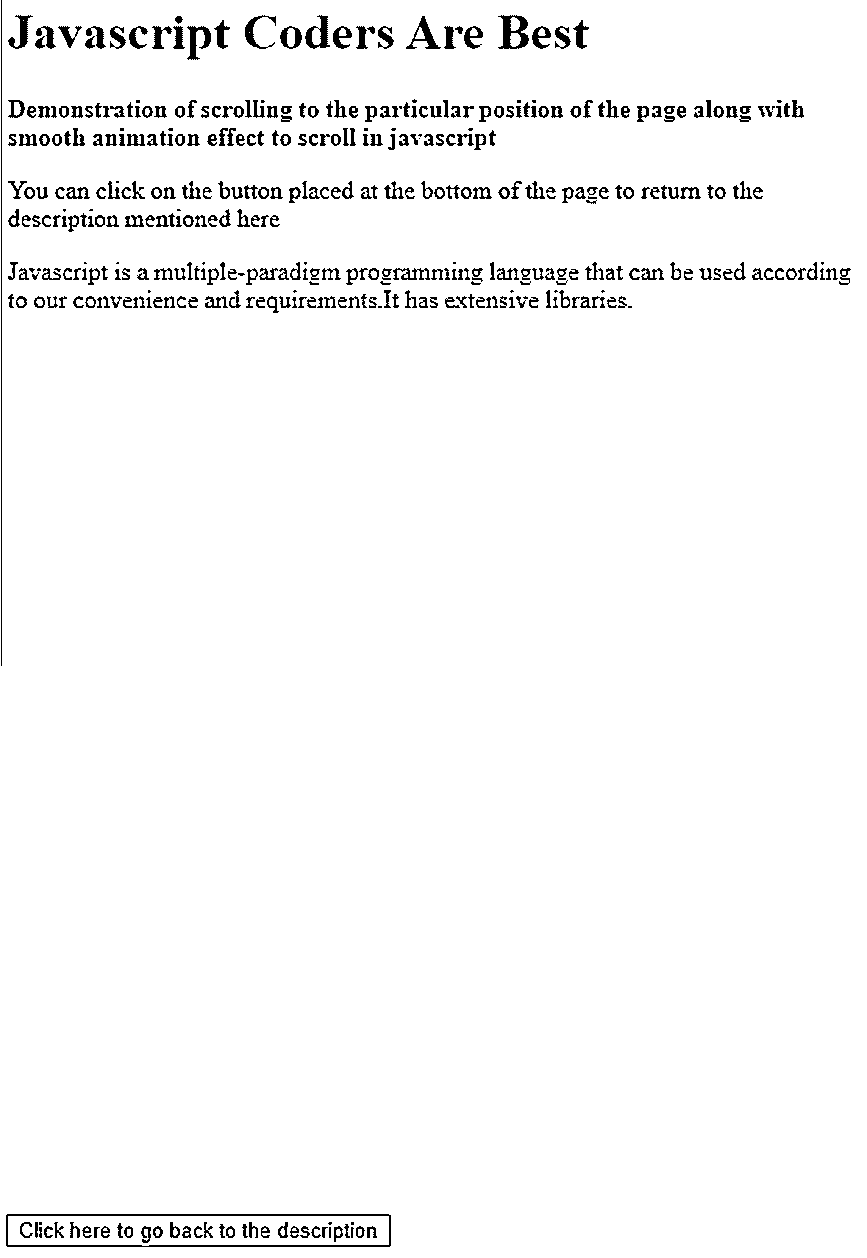 Javascript Coders Are Best
Demonstration of scrolling to the particular position of the page along with
smooth animation effect to scroll in javascript
You can click on the button placed at the bottom of the page to return to the
description mentioned here
Javascript is a multiple-paradigm programming language that can be used according
to our convenience and requirements.It has extensive libraries.
Click here to go back to the description